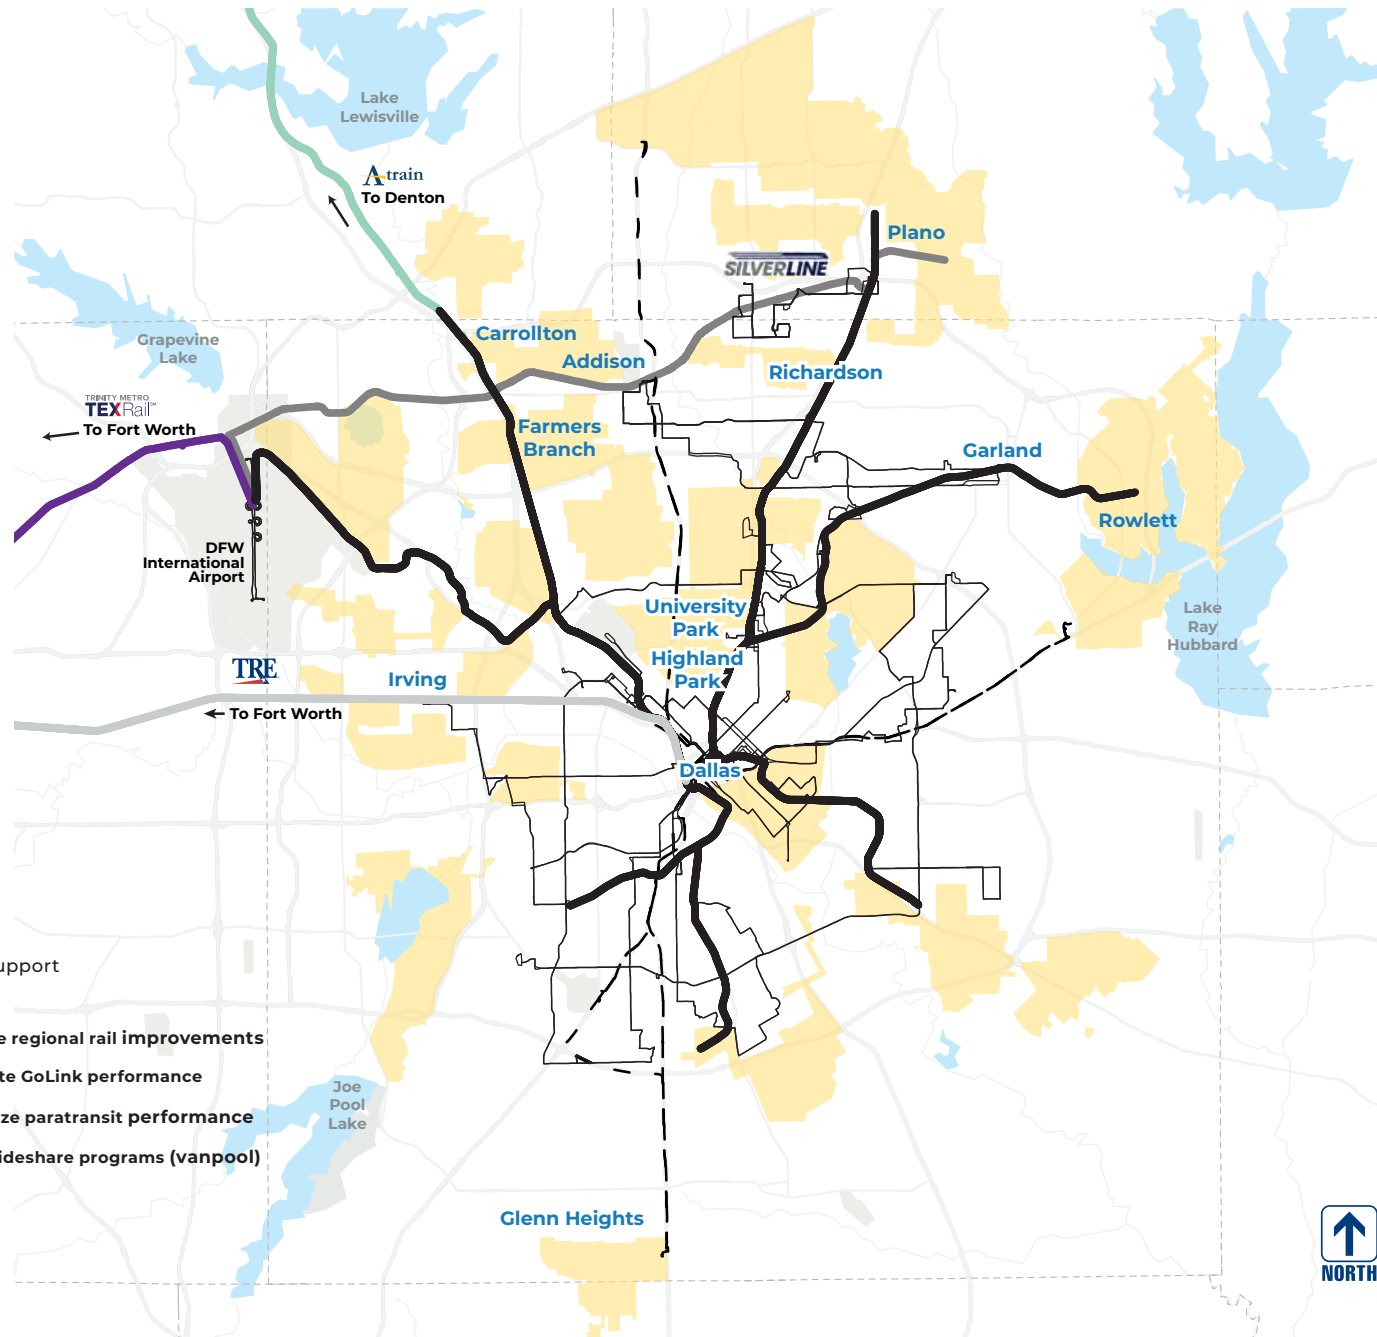 Lake
Lewisville
A train
To Denton
Plano
SILVERLINE
Carrollton
Grapevine
Lake
Addison
Richardson
TRINITY METRO
TEXRail
To Fort Worth
Farmers
Branch
Garland
Rowlett
DFW
International
Airport
University
Park
Lake
Ray
Hubbard
Highland
Park
TRE
Irving
To Fort Worth
Dallas
upport
e regional rail improvements
te GoLink performance
Joe
Pool
Lake
ze paratransit performance
ideshare programs (vanpool)
Glenn Heights
NORTH